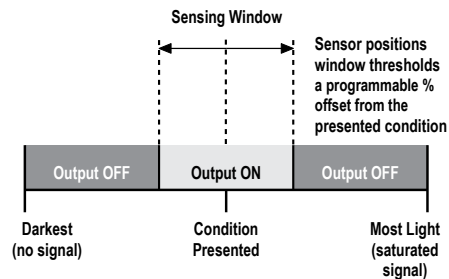 Sensing Window
Sensor positions
window thresholds
a programmable %
offset from the
presented condition
Output OFF
Output ON
Output OFF
Darkest
(no signal)
Condition
Presented
Most Light
(saturated
signal)